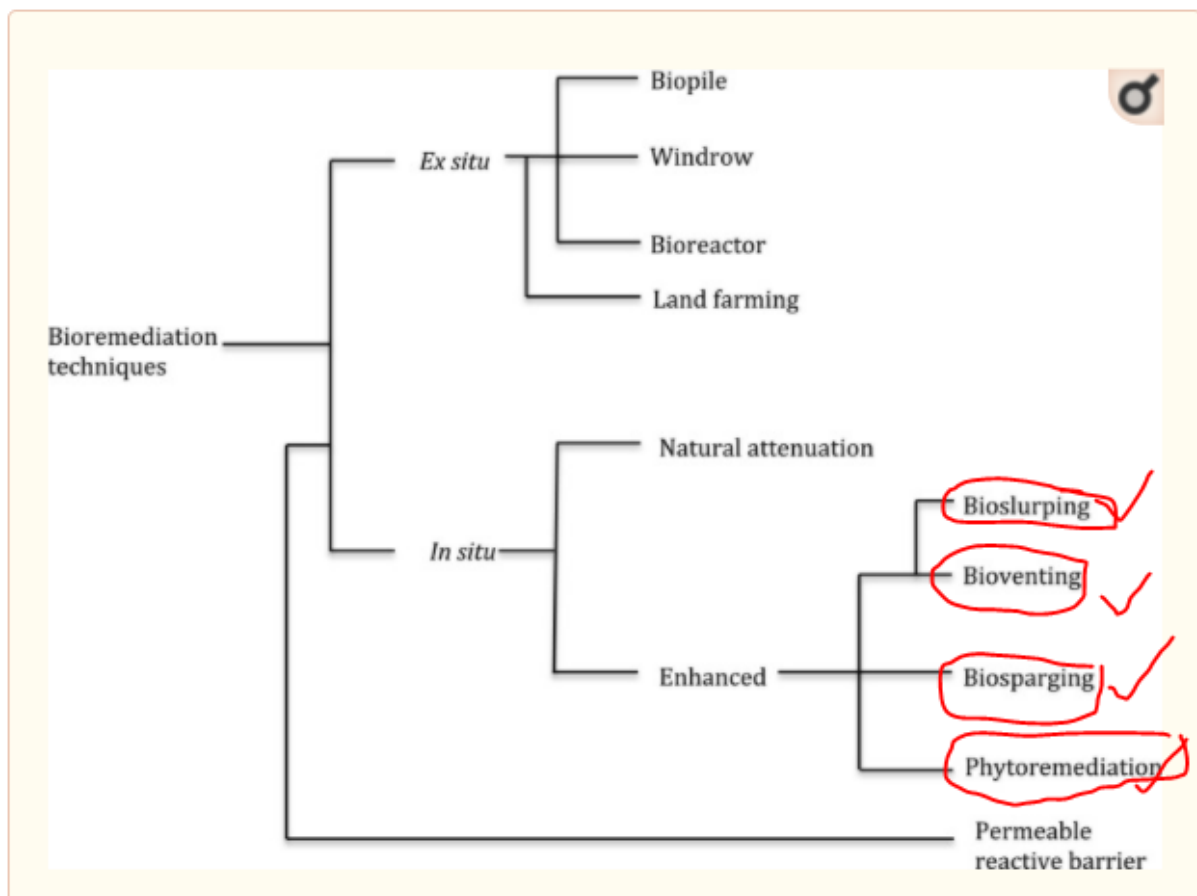 Biopile
Ex situ
Windrow
Bioreactor
Land farming
Bioremediation
techniques
Natural attenuation
Bioslurping
In situ
Bioventing
Enhanced
Biosparging
Phytoremediation
Permeable
reactive barrier